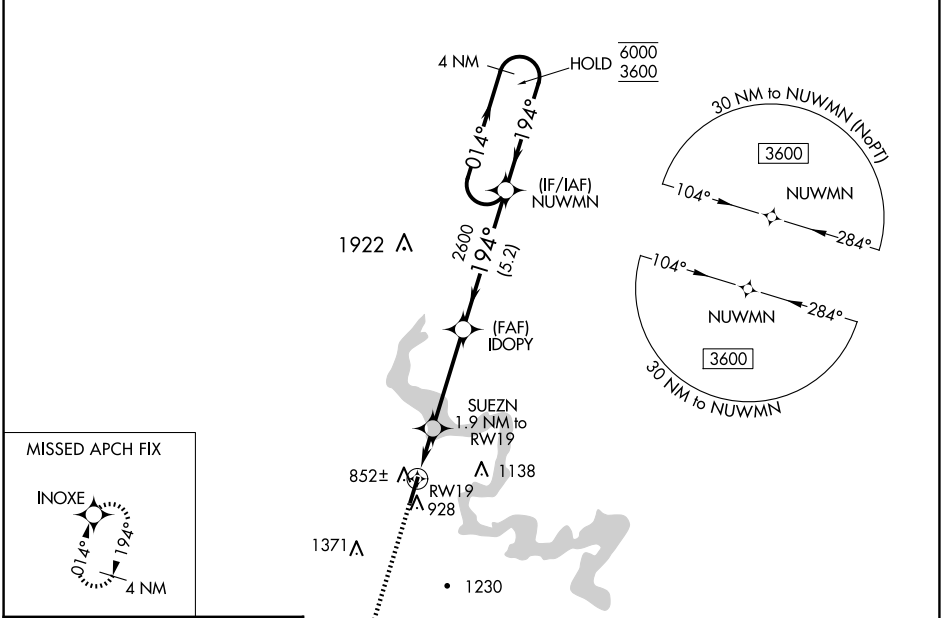 4 NM
HOLD 6000
3600
014°
194°
(IF/IAF)
NUWMN
30 NM to NUWMN (NoPT)
3600
NUWMN
104°
284°
1922
2600
194°
(5.2)
104°
284°
NUWMN
3600
30 NM to NUWMN
(FAF)
IDOPY
SUEZN
1.9 NM to
RW19
852±
1138
RW19
928
1371
1230
MISSED APCH FIX
INOXE
014°
194°
4 NM